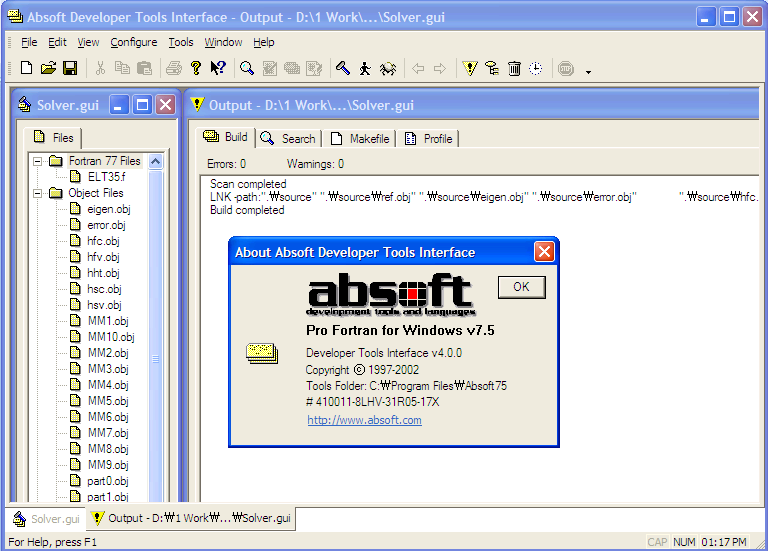 Absoft Developer Tools Interface - Output - D:\1 Work\...\Solver.gui
File Edit View Configure Tools Window Help
Solver.gui
Files
Fortran 77 Files
ELT35.f
Object Files
eigen.obj
error.obj
hfc.obj
hfv.obj
hht.obj
hsc.obj
hsv.obj
MM1.obj
MM10.obj
MM2.obj
MM3.obj
MM4.obj
MM5.obj
MM6.obj
MM7.obj
MM8.obj
MM9.obj
part0.obj
part1.obj
Output - D:\1 Work\...\Solver.gui
Build Search Makefile Profile
Errors: 0 Warnings: 0
Scan completed
LNK -path:".₩source" ".₩source₩ref.obj" ".₩source₩eigen.obj" ".₩source₩error.obj" ".₩source₩hfc.
Build completed
About Absoft Developer Tools Interface
absoft
development tools and languages
OK
Pro Fortran for Windows v7.5
Developer Tools Interface v4.0.0
Copyright © 1997-2002
Tools Folder: C:₩Program Files₩Absoft75
# 410011-8LHV-31R05-17X
http://www.absoft.com
Solver.gui
Output - D:₩1 Work₩...₩Solver.gui
For Help, press F1
CAP NUM 01:17 PM